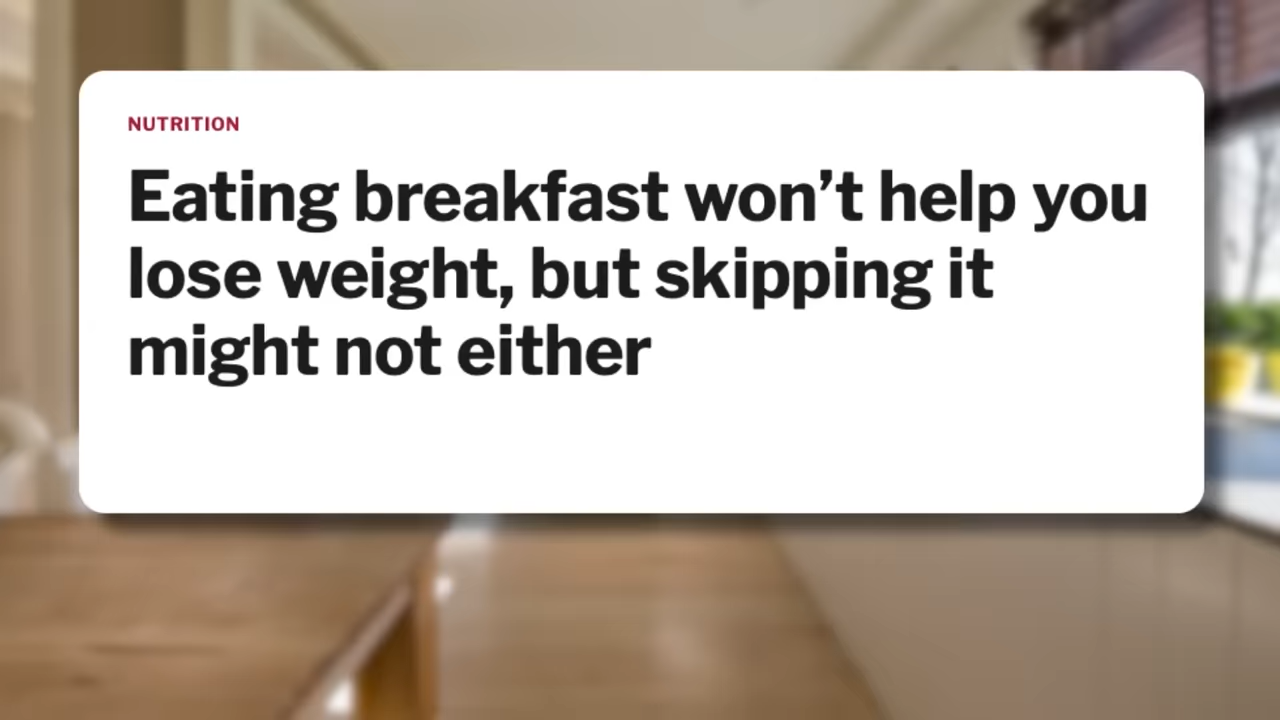 NUTRITION
Eating breakfast won’t help you
lose weight, but skipping it
might not either